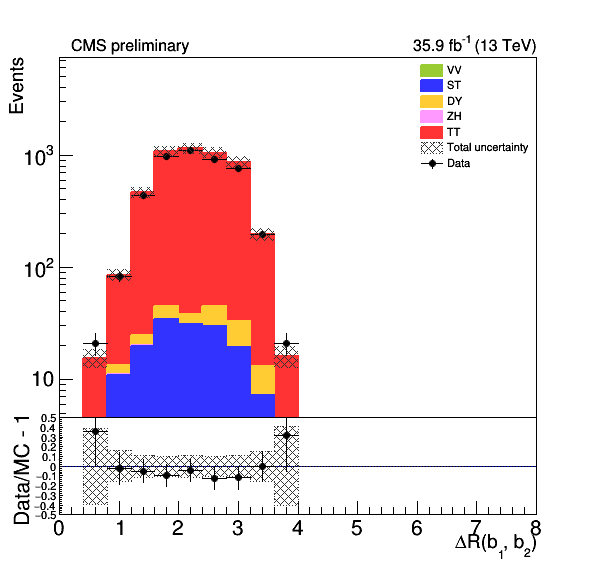 CMS preliminary
35.9 fb⁻¹ (13 TeV)
Events
VV
ST
DY
ZH
TT
Total uncertainty
Data
10³
10²
10
Data/MC - 1
0.5
0.4
0.3
0.2
0.1
0
−0.1
−0.2
−0.3
−0.4
−0.5
0 1 2 3 4 5 6 7 8
ΔR(b₁, b₂)